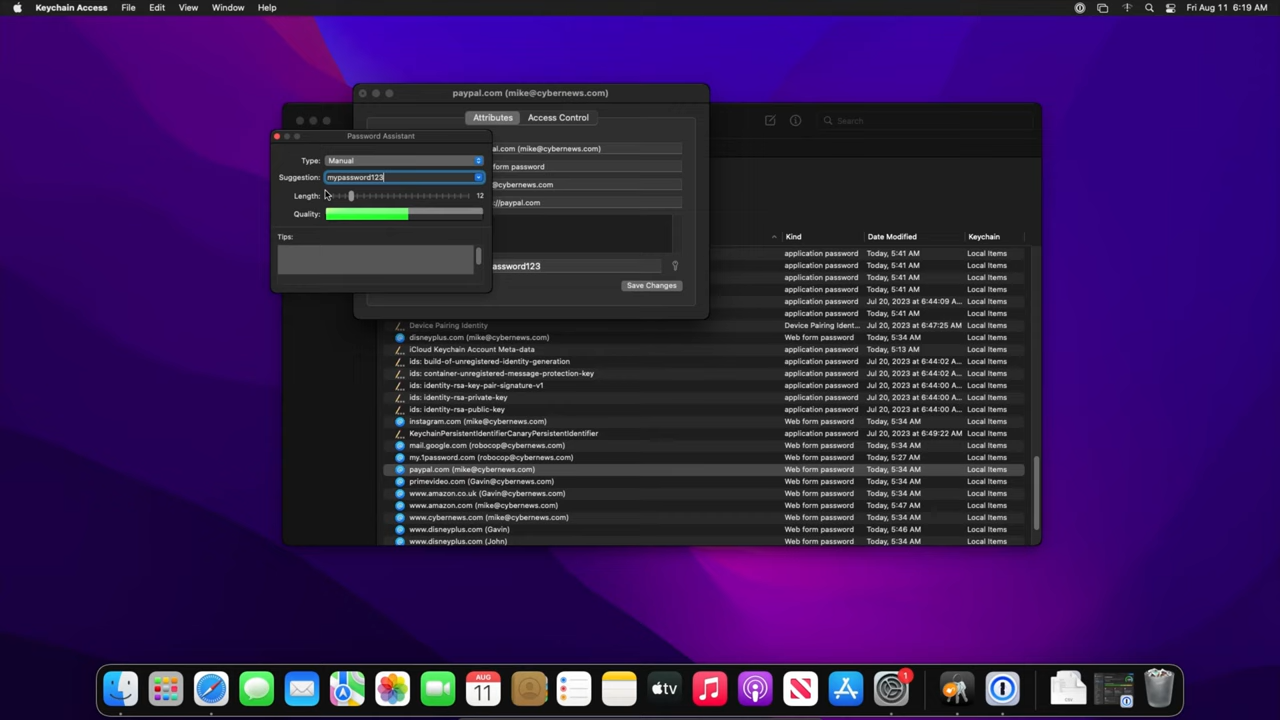 Keychain Access File Edit View Window Help Fri Aug 11 6:19 AM
paypal.com (mike@cybernews.com)
Attributes Access Control
Search
Password Assistant
Type: Manual
Suggestion: mypassword123
Length: 12
Quality:
Tips:
al.com (mike@cybernews.com)
form password
@cybernews.com
://paypal.com
assword123
Save Changes
Kind Date Modified Keychain
application password Today, 5:41 AM Local Items
application password Today, 5:41 AM Local Items
application password Today, 5:41 AM Local Items
application password Today, 5:41 AM Local Items
application password Jul 20, 2023 at 6:44:09 A... Local Items
application password Today, 5:41 AM Local Items
Device Pairing Identity Device Pairing Ident... Jul 20, 2023 at 6:47:25 AM Local Items
disneyplus.com (mike@cybernews.com) Web form password Today, 5:34 AM Local Items
iCloud Keychain Account Meta-data application password Today, 5:13 AM Local Items
ids: build-of-unregistered-identity-generation application password Jul 20, 2023 at 6:44:02 A... Local Items
ids: container-unregistered-message-protection-key application password Jul 20, 2023 at 6:44:02 A... Local Items
ids: identity-rsa-key-pair-signature-v1 application password Jul 20, 2023 at 6:44:00 A... Local Items
ids: identity-rsa-private-key application password Jul 20, 2023 at 6:44:00 A... Local Items
ids: identity-rsa-public-key application password Jul 20, 2023 at 6:44:00 A... Local Items
instagram.com (mike@cybernews.com) Web form password Today, 5:34 AM Local Items
KeychainPersistentIdentifierCanaryPersistentIdentifier application password Jul 20, 2023 at 6:49:22 AM Local Items
mail.google.com (robocop@cybernews.com) Web form password Today, 5:34 AM Local Items
my.1password.com (robocop@cybernews.com) Web form password Today, 5:27 AM Local Items
paypal.com (mike@cybernews.com) Web form password Today, 5:34 AM Local Items
primevideo.com (Gavin@cybernews.com) Web form password Today, 5:34 AM Local Items
www.amazon.co.uk (Gavin@cybernews.com) Web form password Today, 5:34 AM Local Items
www.amazon.com (mike@cybernews.com) Web form password Today, 5:47 AM Local Items
www.cybernews.com (mike@cybernews.com) Web form password Today, 5:34 AM Local Items
www.disneyplus.com (Gavin) Web form password Today, 5:46 AM Local Items
www.disneyplus.com (John) Web form password Today, 5:34 AM Local Items
AUG
11
tv
1